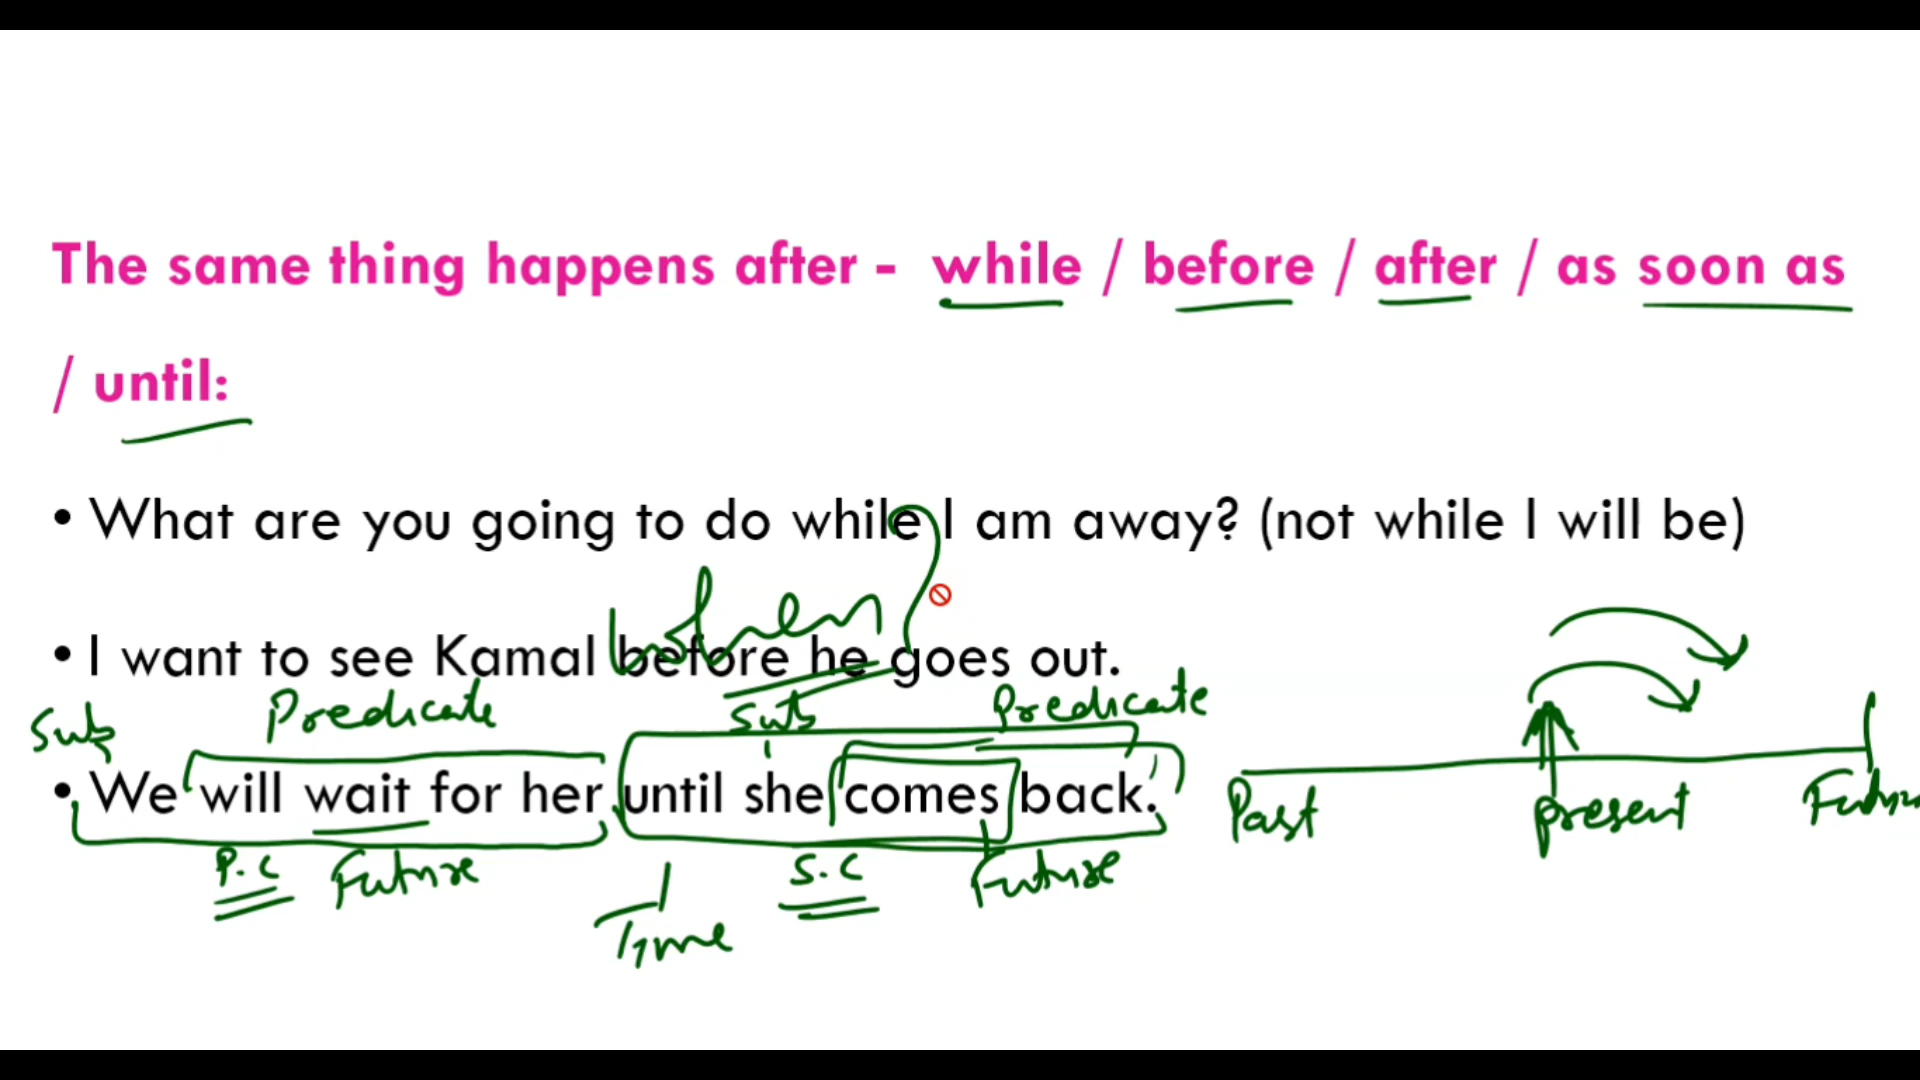 The same thing happens after - while / before / after / as soon as
/ until:
• What are you going to do while I am away? (not while I will be)
when
• I want to see Kamal before he goes out.
Sub Predicate Sub Predicate
• We will wait for her until she comes back.
Past present Future
P.C Future S.C Future
Time